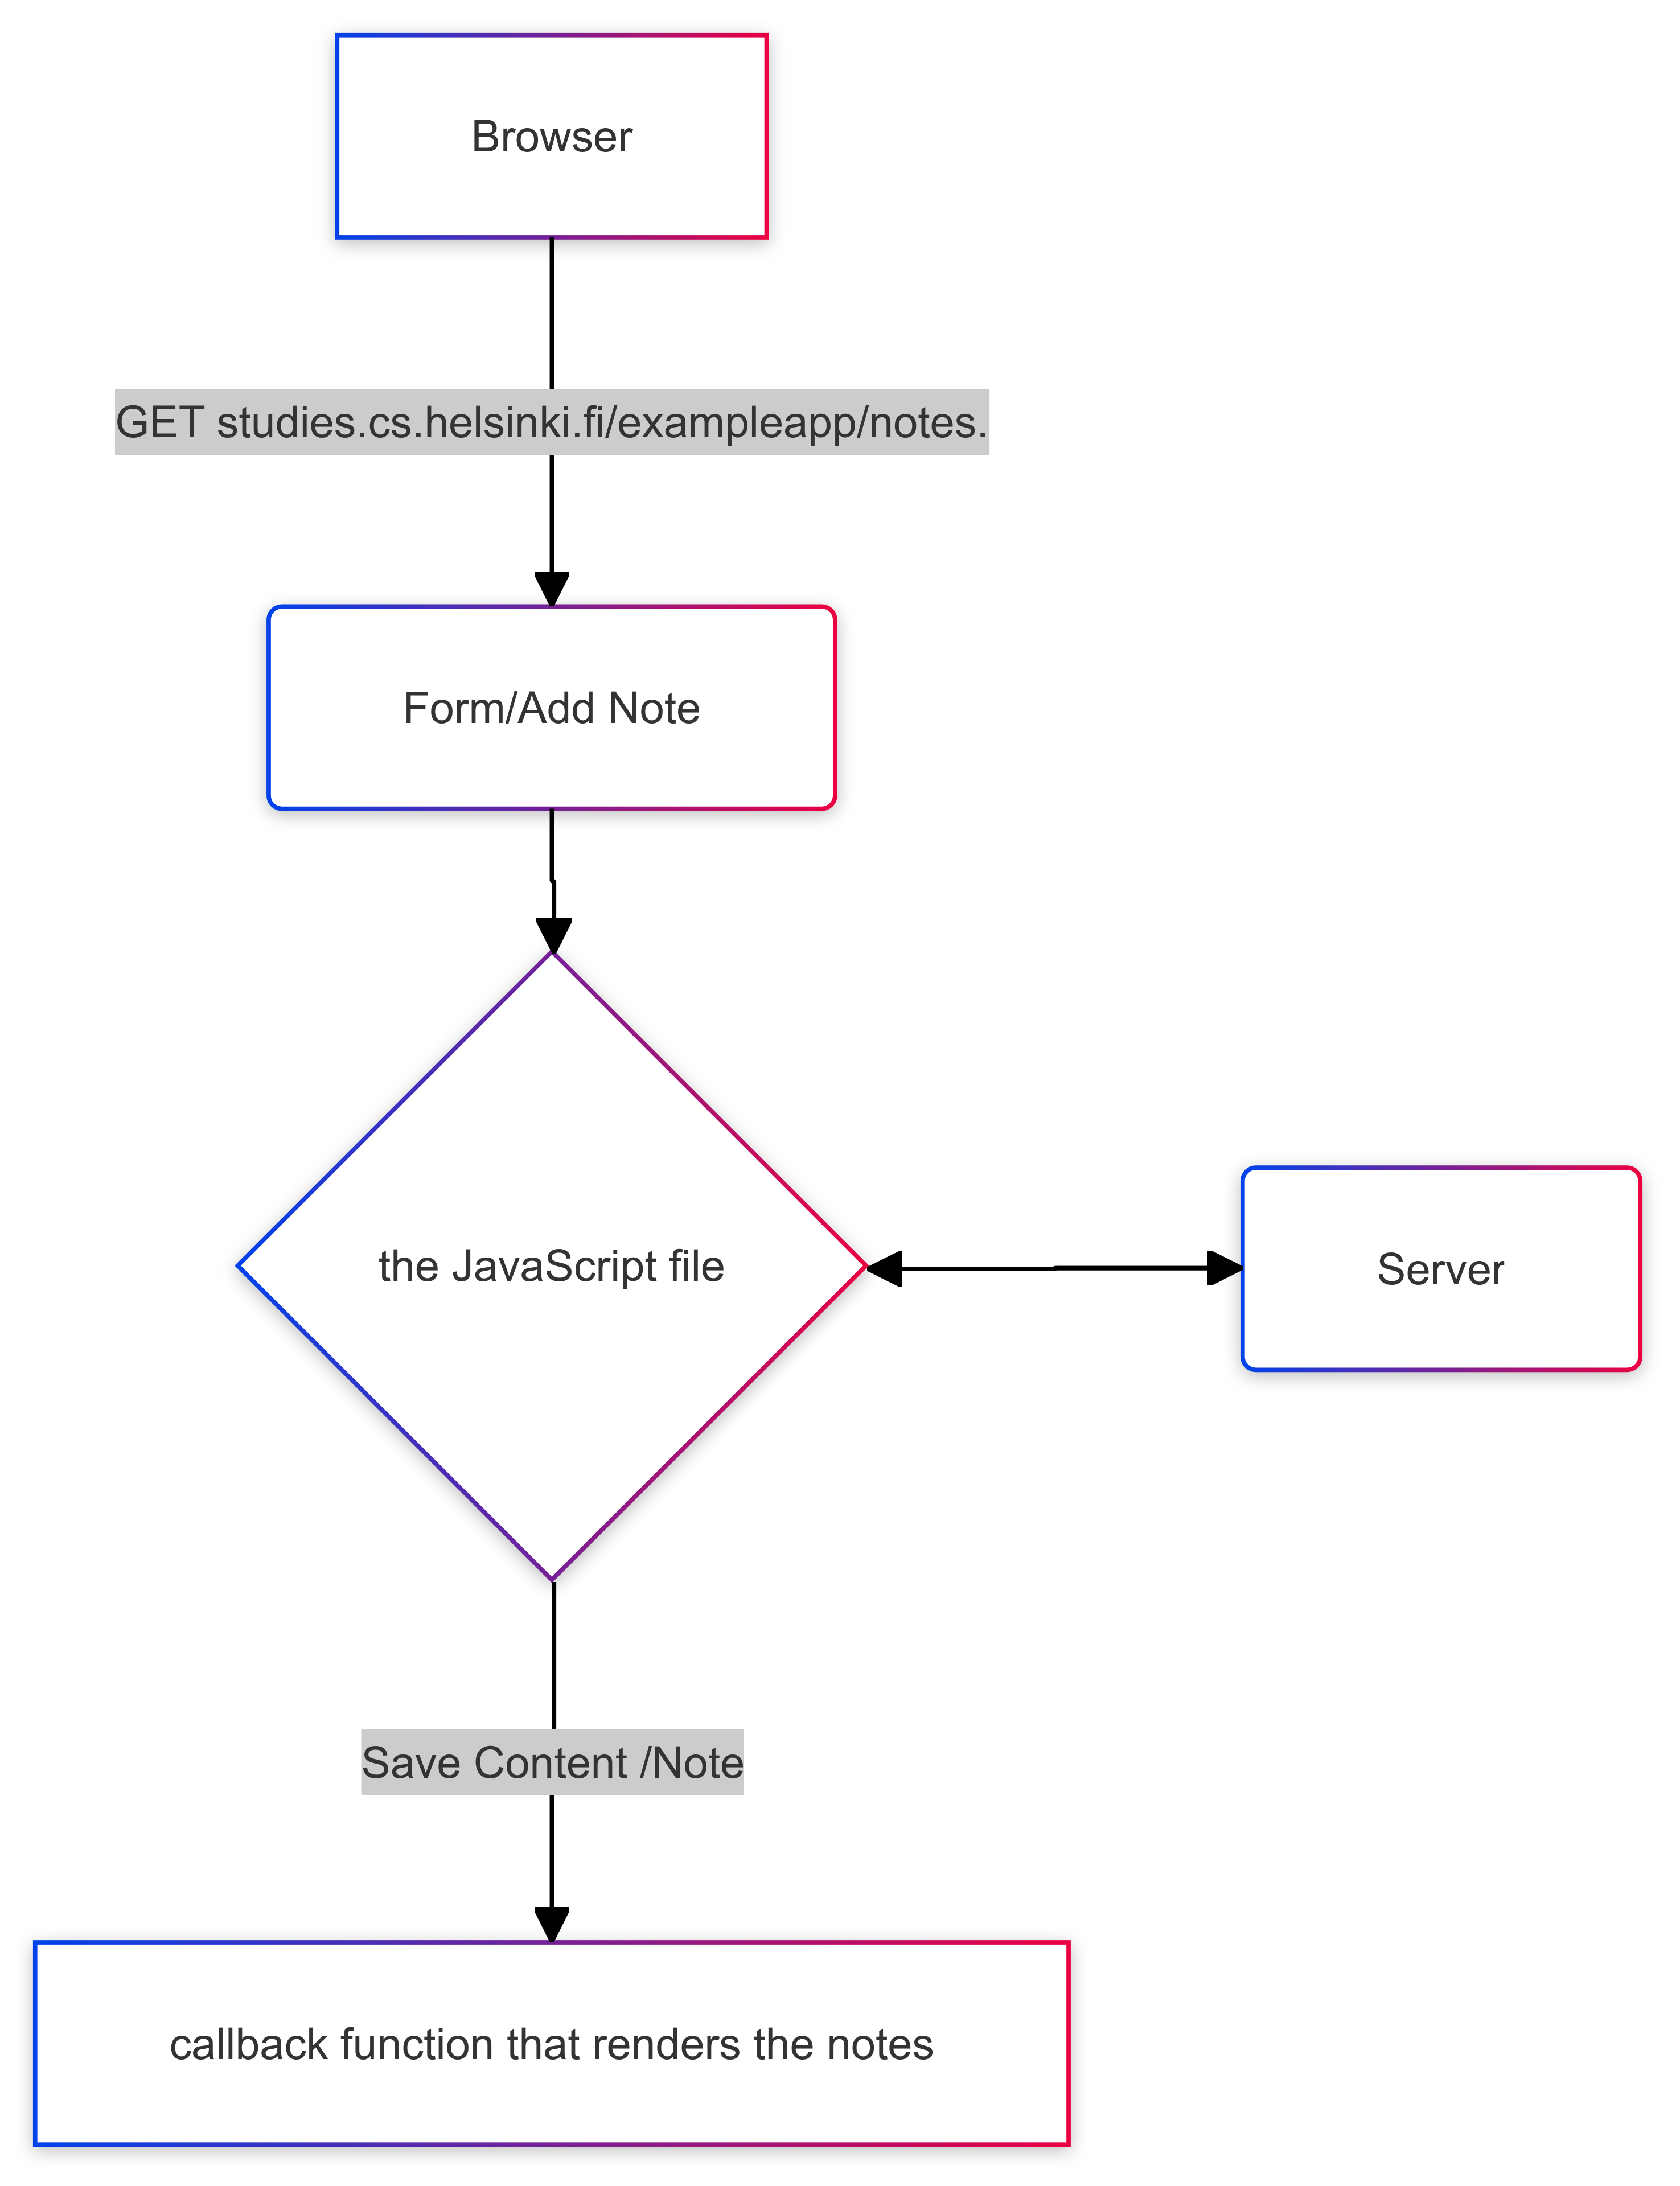 Browser
GET studies.cs.helsinki.fi/exampleapp/notes.
Form/Add Note
the JavaScript file
Server
Save Content /Note
callback function that renders the notes